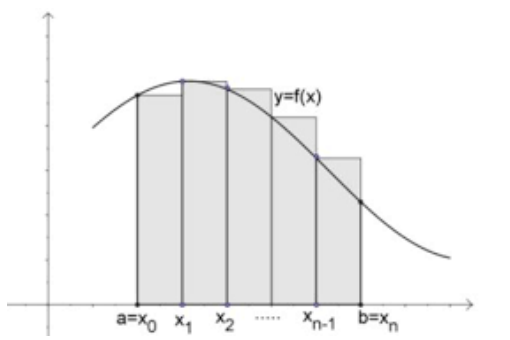 y=f(x)
a=x₀ x₁ x₂ ..... xₙ₋₁ b=xₙ